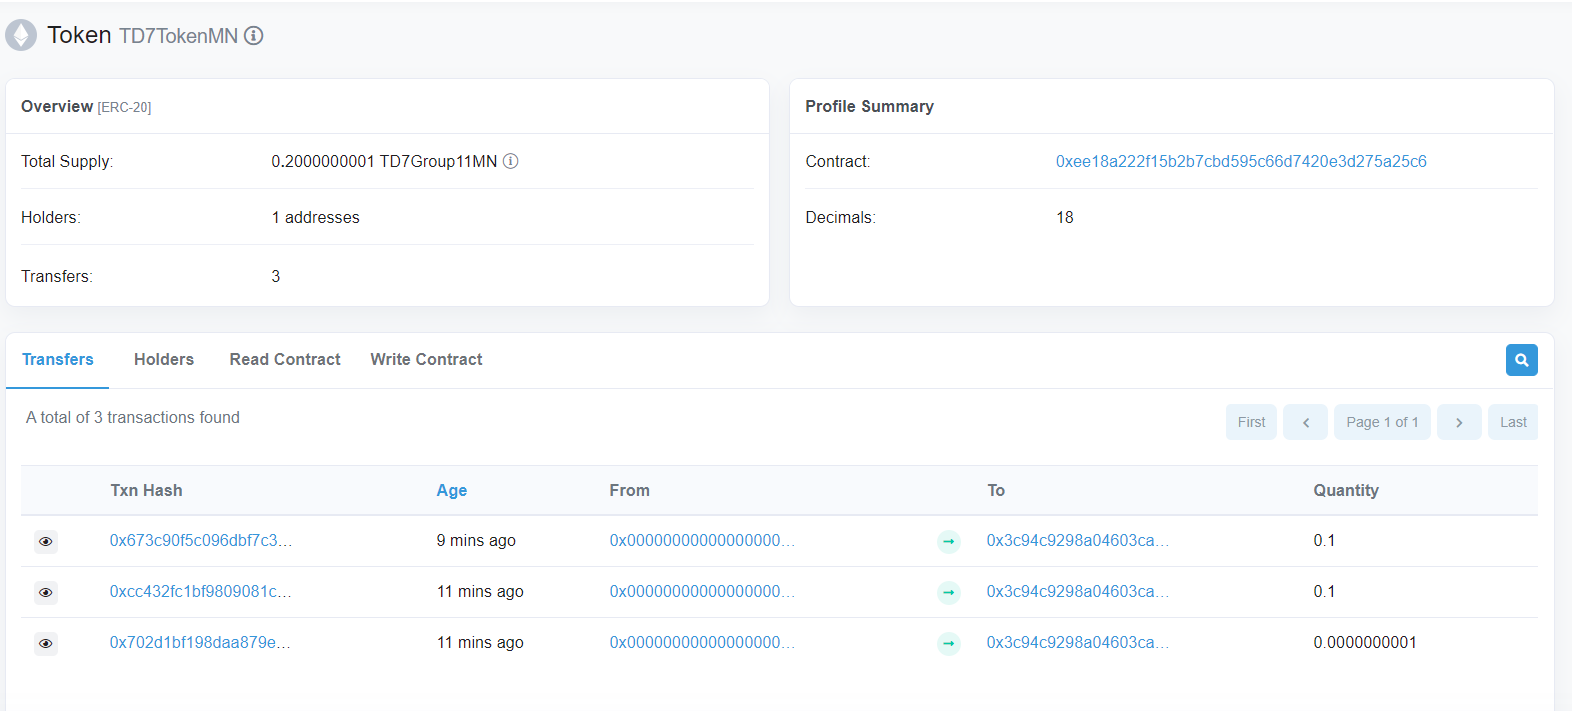 Token TD7TokenMN
Overview [ERC-20]
Total Supply: 0.2000000001 TD7Group11MN
Holders: 1 addresses
Transfers: 3
Profile Summary
Contract: 0xee18a222f15b2b7cbd595c66d7420e3d275a25c6
Decimals: 18
Transfers Holders Read Contract Write Contract
A total of 3 transactions found
First Page 1 of 1 Last
Txn Hash Age From To Quantity
0x673c90f5c096dbf7c3... 9 mins ago 0x00000000000000000... 0x3c94c9298a04603ca... 0.1
0xcc432fc1bf9809081c... 11 mins ago 0x00000000000000000... 0x3c94c9298a04603ca... 0.1
0x702d1bf198daa879e... 11 mins ago 0x00000000000000000... 0x3c94c9298a04603ca... 0.0000000001